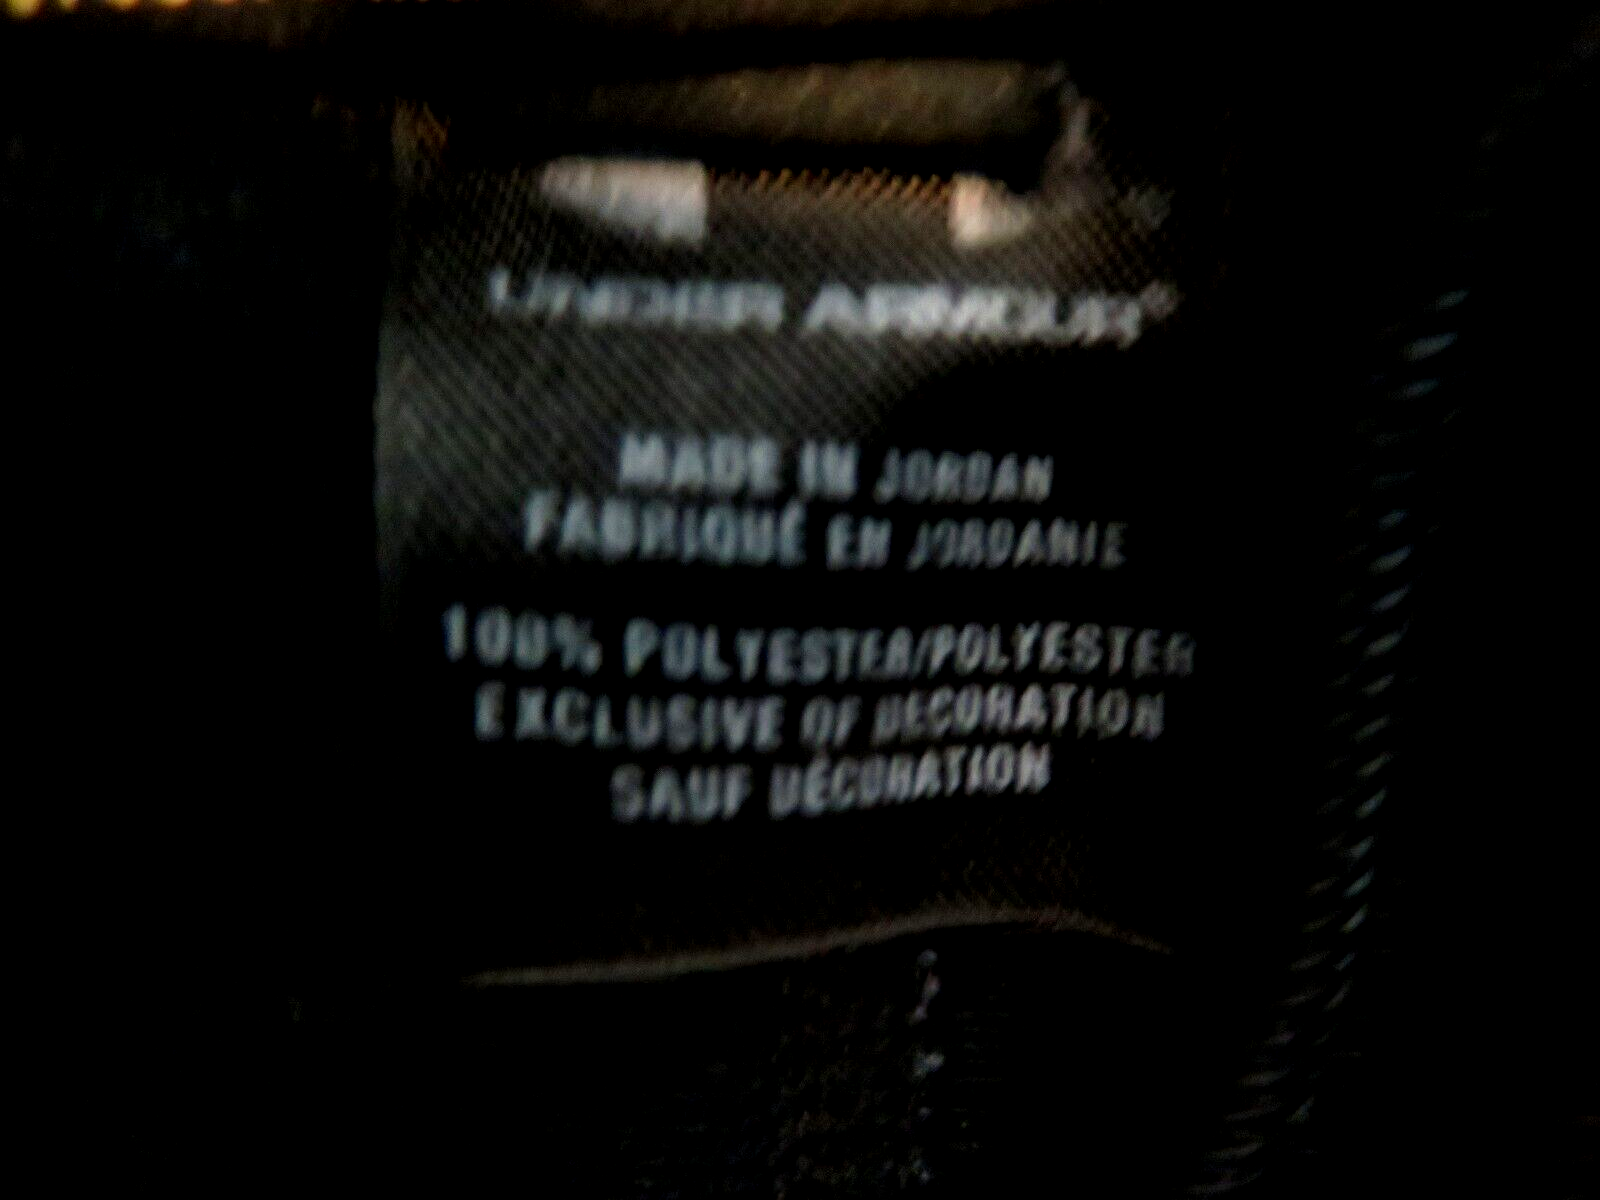 UNDER ARMOUR®
MADE IN JORDAN
FABRIQUÉ EN JORDANIE
100% POLYESTER/POLYESTER
EXCLUSIVE OF DECORATION
SAUF DÉCORATION